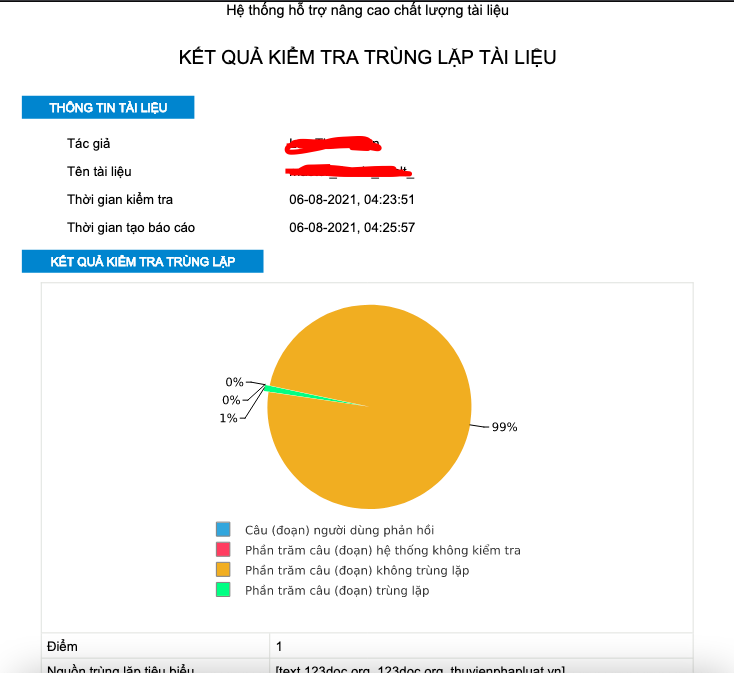 Hệ thống hỗ trợ nâng cao chất lượng tài liệu
KẾT QUẢ KIỂM TRA TRÙNG LẶP TÀI LIỆU
THÔNG TIN TÀI LIỆU
Tác giả
Tên tài liệu
Thời gian kiểm tra 06-08-2021, 04:23:51
Thời gian tạo báo cáo 06-08-2021, 04:25:57
KẾT QUẢ KIỂM TRA TRÙNG LẶP
0%
0%
1%
99%
Câu (đoạn) người dùng phản hồi
Phần trăm câu (đoạn) hệ thống không kiểm tra
Phần trăm câu (đoạn) không trùng lặp
Phần trăm câu (đoạn) trùng lặp
Điểm 1
Nguồn trùng lặp tiêu biểu [text.123doc.org, 123doc.org, thuvienphapluat.vn]